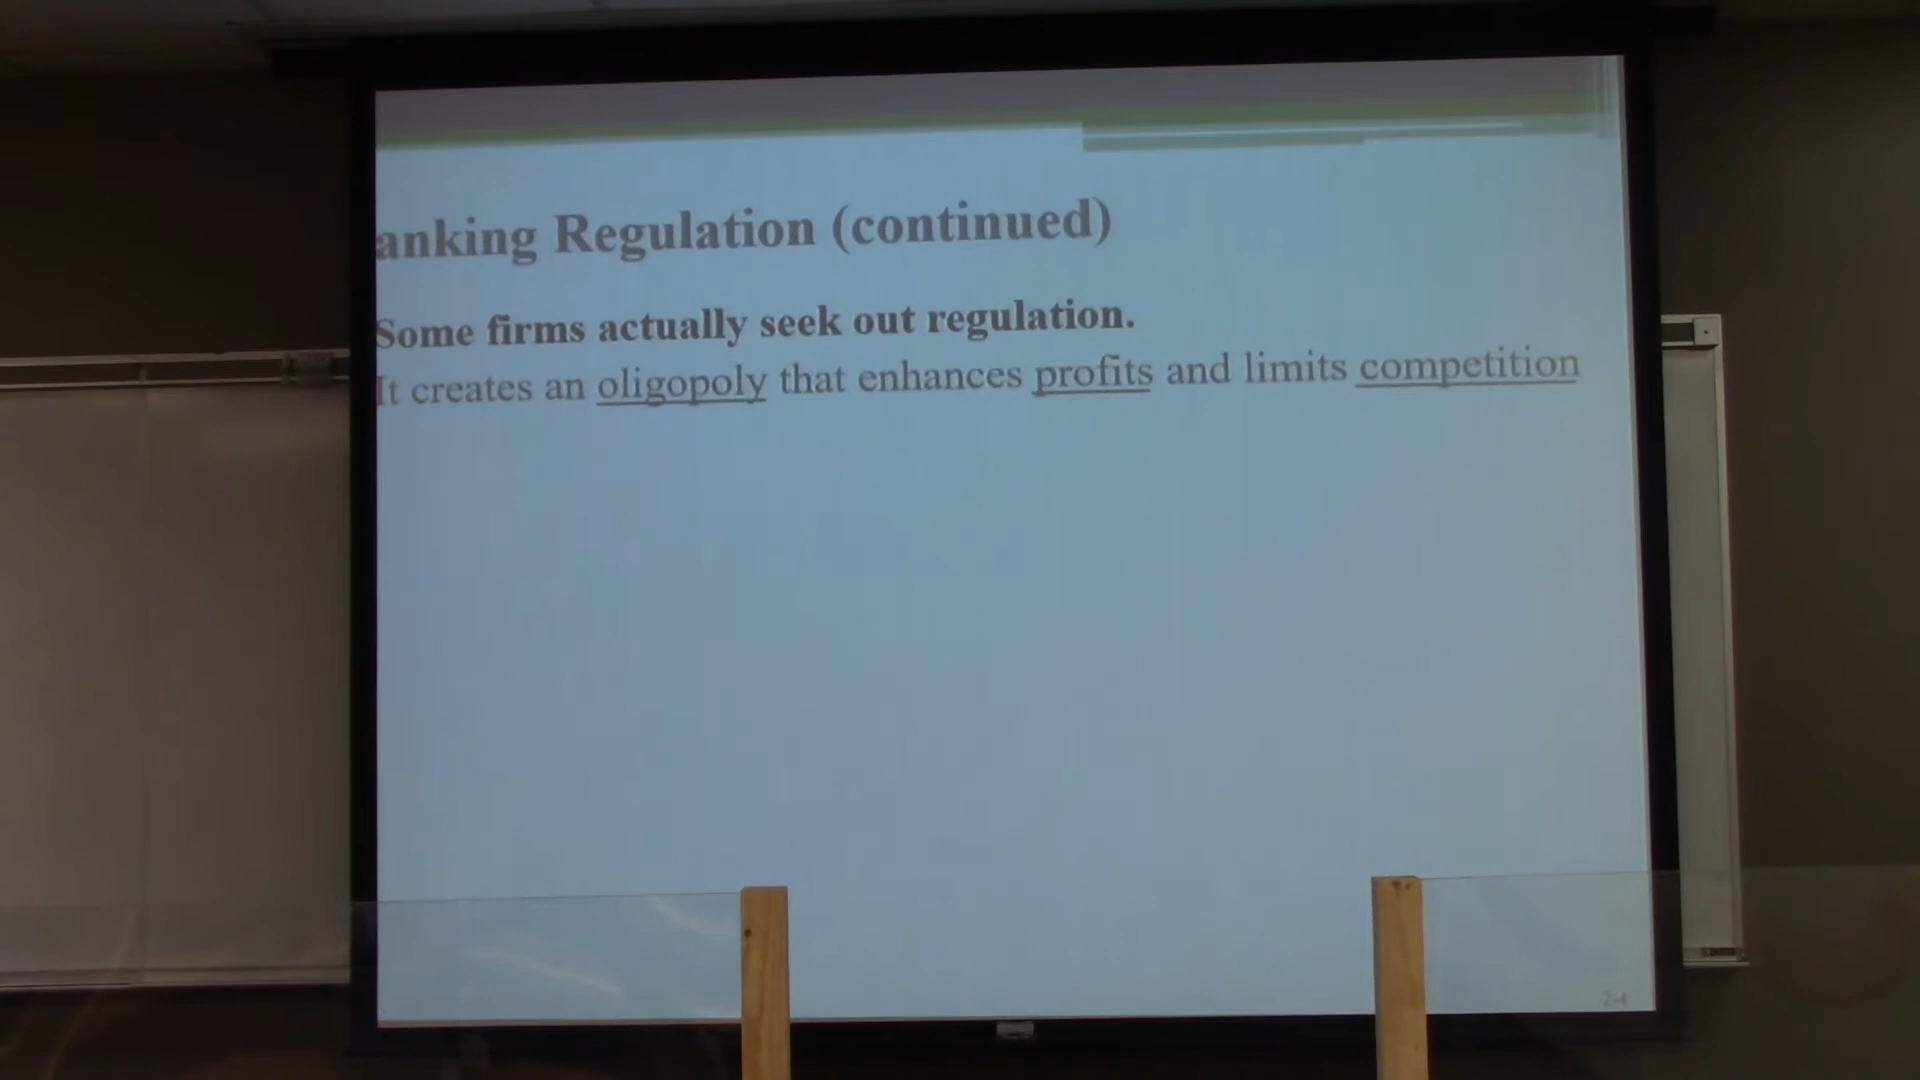 anking Regulation (continued)
Some firms actually seek out regulation.
It creates an oligopoly that enhances profits and limits competition
2-4